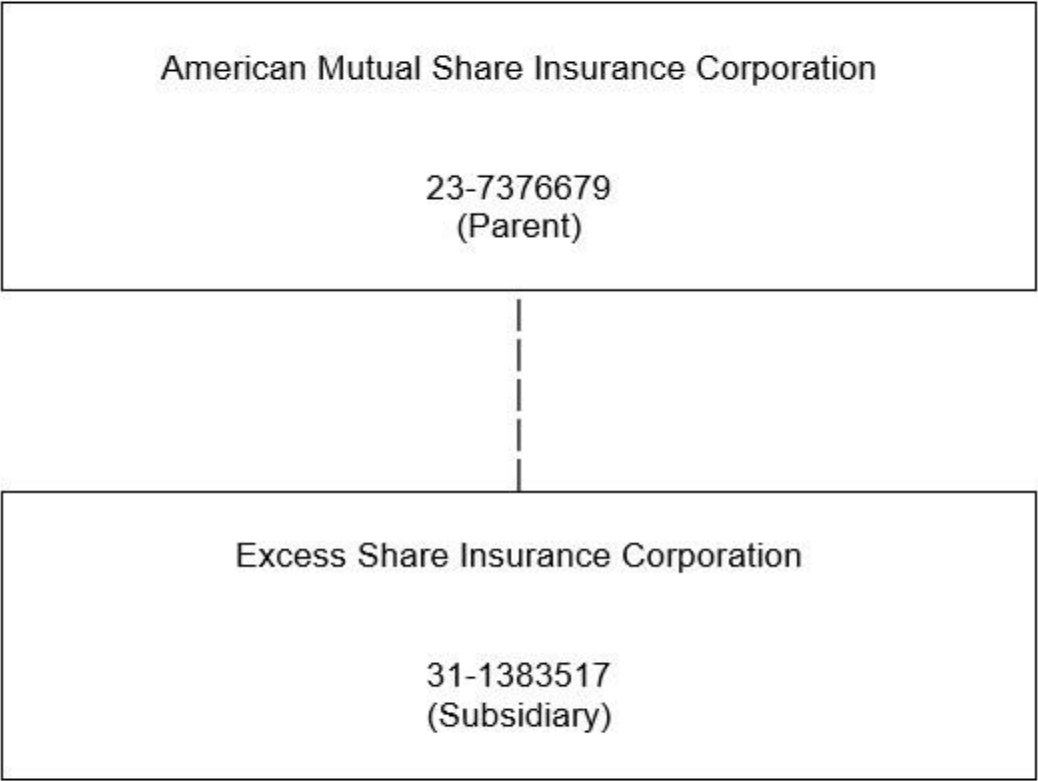 American Mutual Share Insurance Corporation
23-7376679
(Parent)
Excess Share Insurance Corporation
31-1383517
(Subsidiary)